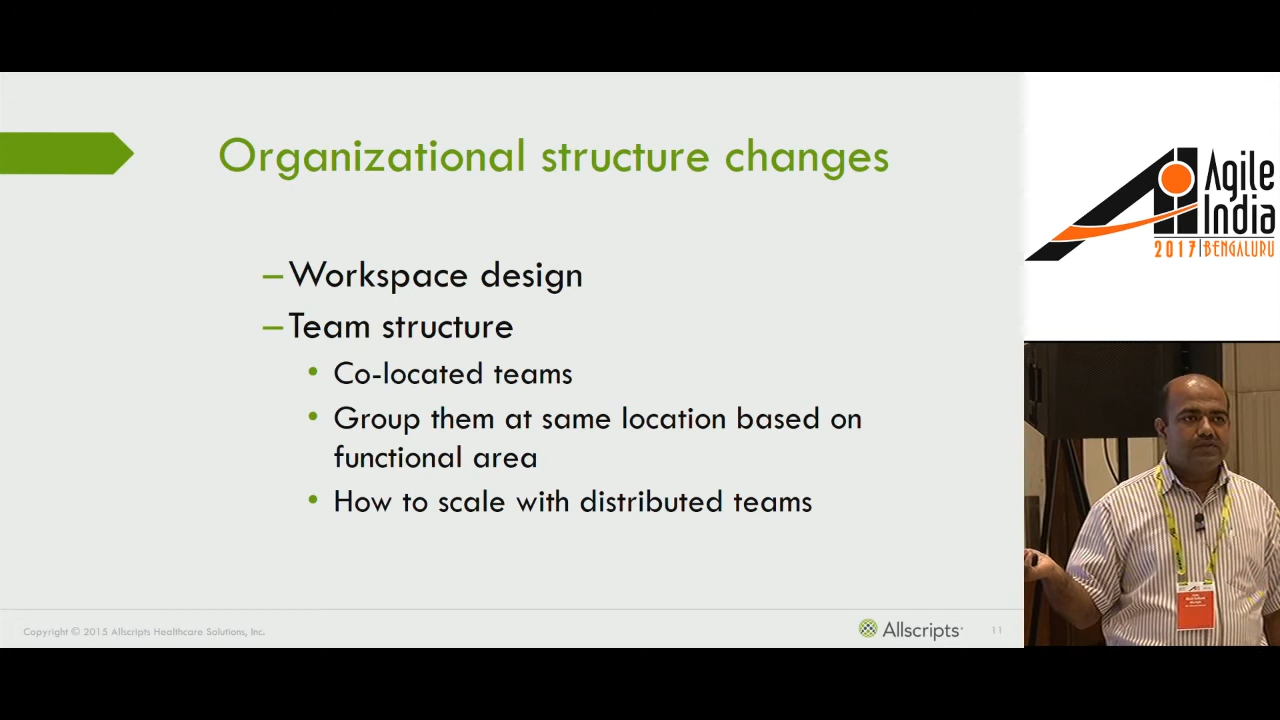 Organizational structure changes
–Workspace design
–Team structure
• Co-located teams
• Group them at same location based on
functional area
• How to scale with distributed teams
Copyright © 2015 Allscripts Healthcare Solutions, Inc.
Allscripts
11
Agile
India
2017 | BENGALURU